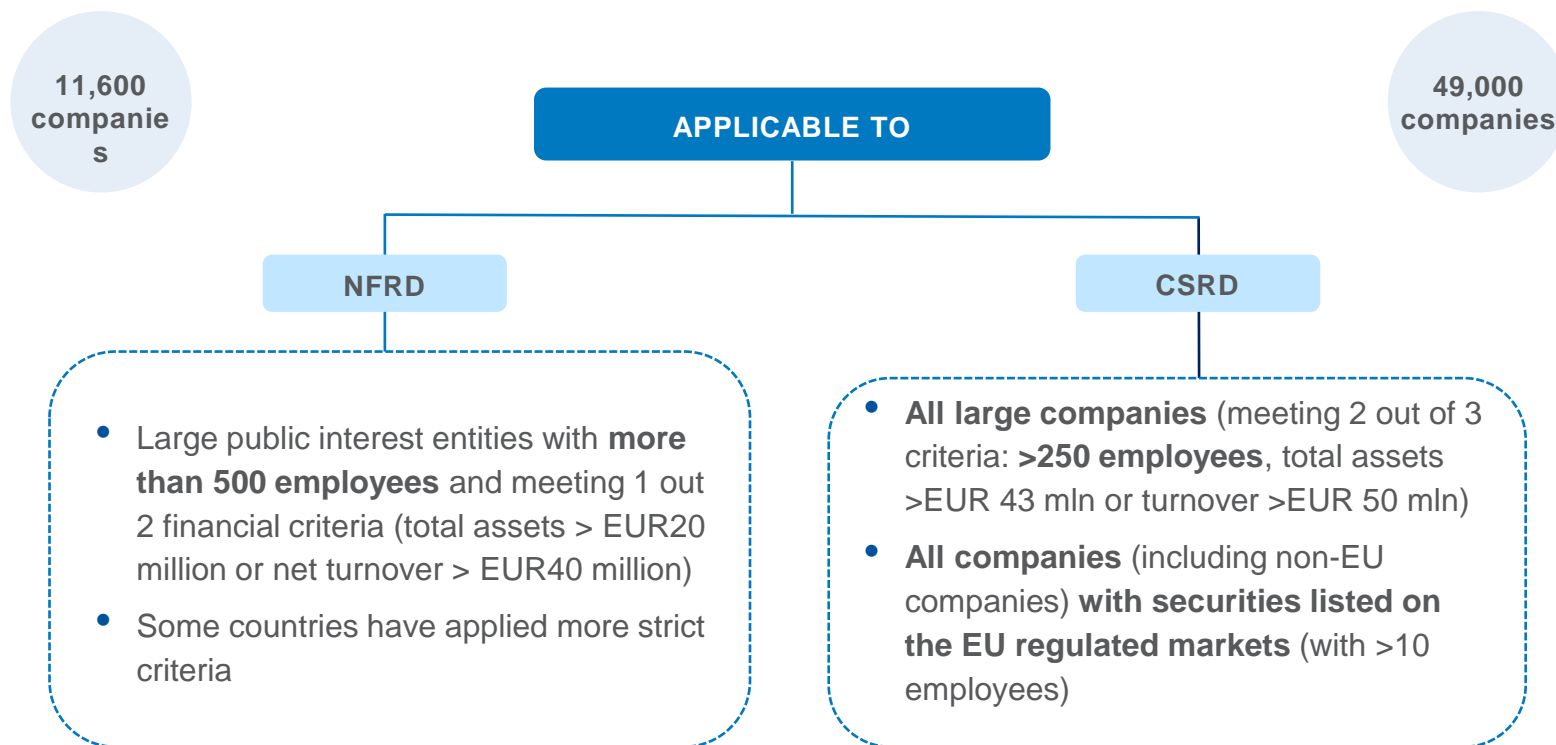 11,600
companie
s
49,000
companies
APPLICABLE TO
NFRD
CSRD
• Large public interest entities with more
than 500 employees and meeting 1 out
2 financial criteria (total assets > EUR20
million or net turnover > EUR40 million)
• Some countries have applied more strict
criteria
• All large companies (meeting 2 out of 3
criteria: >250 employees, total assets
>EUR 43 mln or turnover >EUR 50 mln)
• All companies (including non-EU
companies) with securities listed on
the EU regulated markets (with >10
employees)